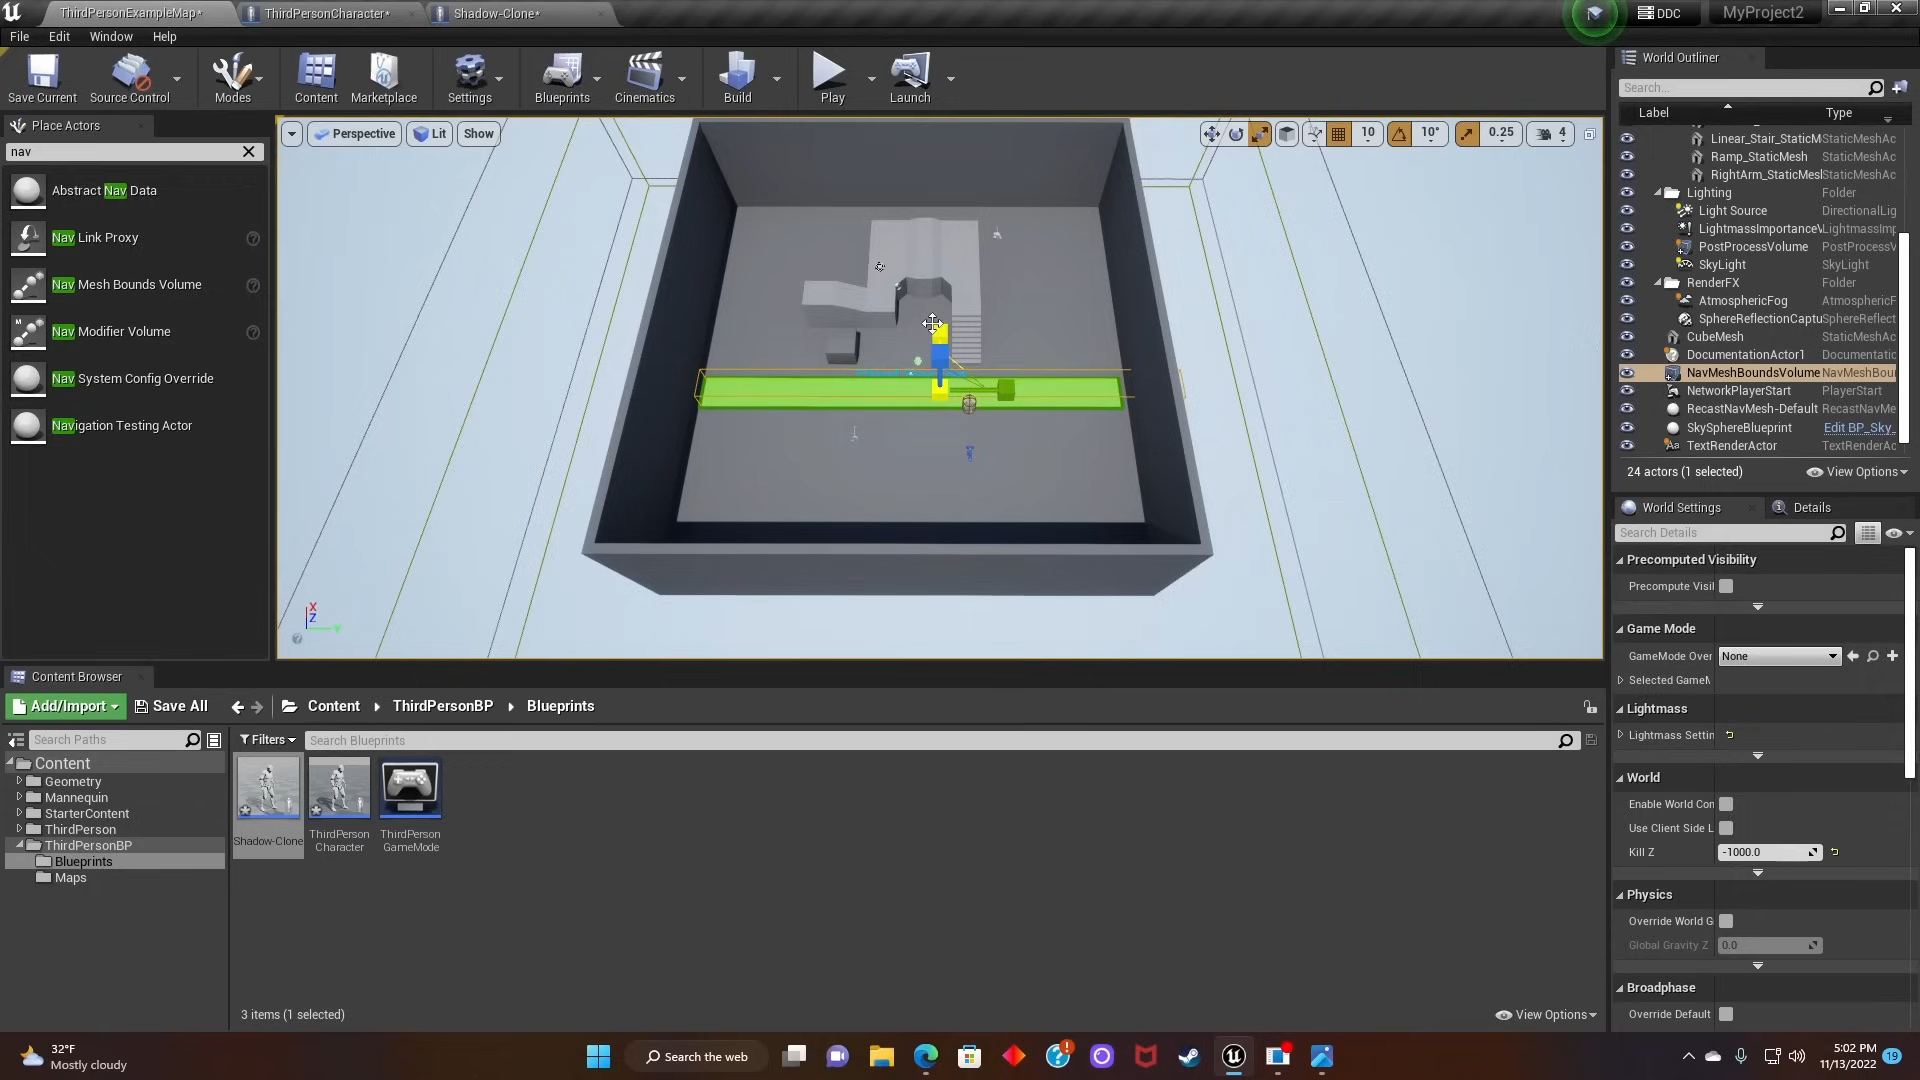 ThirdPersonExampleMap*
ThirdPersonCharacter*
Shadow-Clone*
DDC
MyProject2
File Edit Window Help
Save Current
Source Control
Modes
Content
Marketplace
Settings
Blueprints
Cinematics
Build
Play
Launch
Place Actors
nav
Abstract Nav Data
Nav Link Proxy
Nav Mesh Bounds Volume
Nav Modifier Volume
Nav System Config Override
Navigation Testing Actor
Perspective
Lit
Show
10
10°
0.25
4
X
Z
World Outliner
Search...
Label Type
Linear_Stair_StaticM StaticMeshAc
Ramp_StaticMesh StaticMeshAc
RightArm_StaticMesl StaticMeshAc
Lighting Folder
Light Source DirectionalLig
LightmassImportanceV LightmassImp
PostProcessVolume PostProcessV
SkyLight SkyLight
RenderFX Folder
AtmosphericFog AtmosphericF
SphereReflectionCaptu SphereReflect
CubeMesh StaticMeshAc
DocumentationActor1 Documentatic
NavMeshBoundsVolume NavMeshBou
NetworkPlayerStart PlayerStart
RecastNavMesh-Default RecastNavMe
SkySphereBlueprint Edit BP_Sky_
TextRenderActor TextRenderAc
24 actors (1 selected)
View Options
World Settings
Details
Search Details
Precomputed Visibility
Precompute Visil
Game Mode
GameMode Over None
Selected GameM
Lightmass
Lightmass Settin
World
Enable World Con
Use Client Side L
Kill Z -1000.0
Physics
Override World G
Global Gravity Z 0.0
Broadphase
Override Default
Content Browser
Add/Import
Save All
Content
ThirdPersonBP
Blueprints
Search Paths
Filters
Search Blueprints
Content
Geometry
Mannequin
StarterContent
ThirdPerson
ThirdPersonBP
Blueprints
Maps
Shadow-Clone
ThirdPerson
Character
ThirdPerson
GameMode
3 items (1 selected)
View Options
32°F
Mostly cloudy
Search the web
5:02 PM
11/13/2022
19